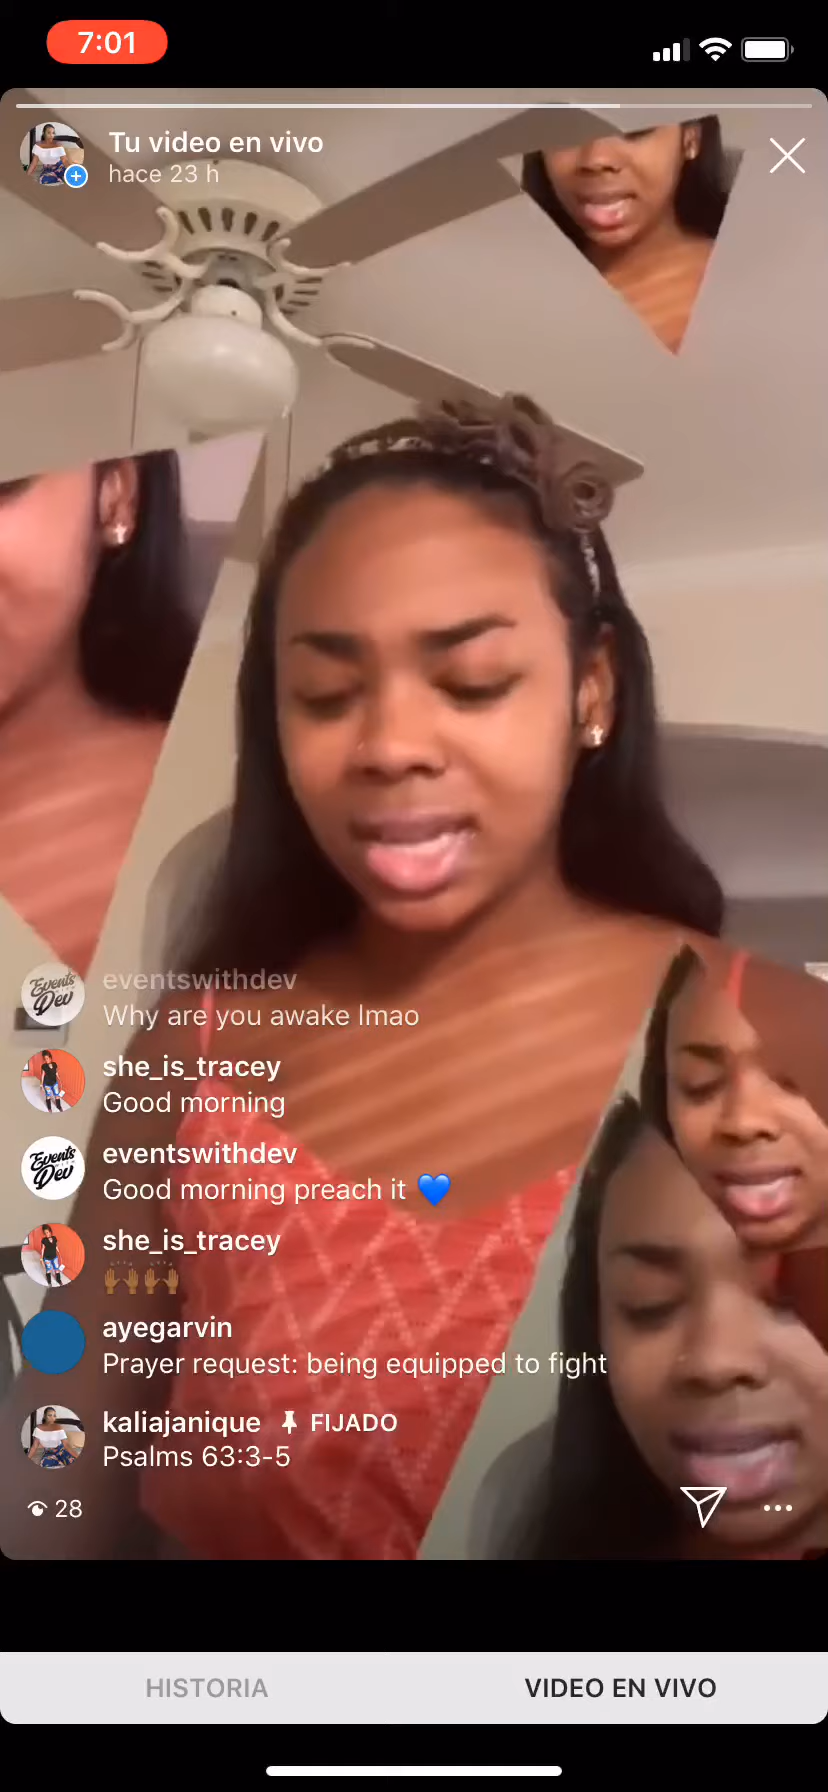 7:01
Tu video en vivo
hace 23 h
eventswithdev
Why are you awake lmao
she_is_tracey
Good morning
Events
Dev
eventswithdev
Good morning preach it 💙
she_is_tracey
🙌🏾🙌🏾
ayegarvin
Prayer request: being equipped to fight
kaliajanique FIJADO
Psalms 63:3-5
28
HISTORIA
VIDEO EN VIVO